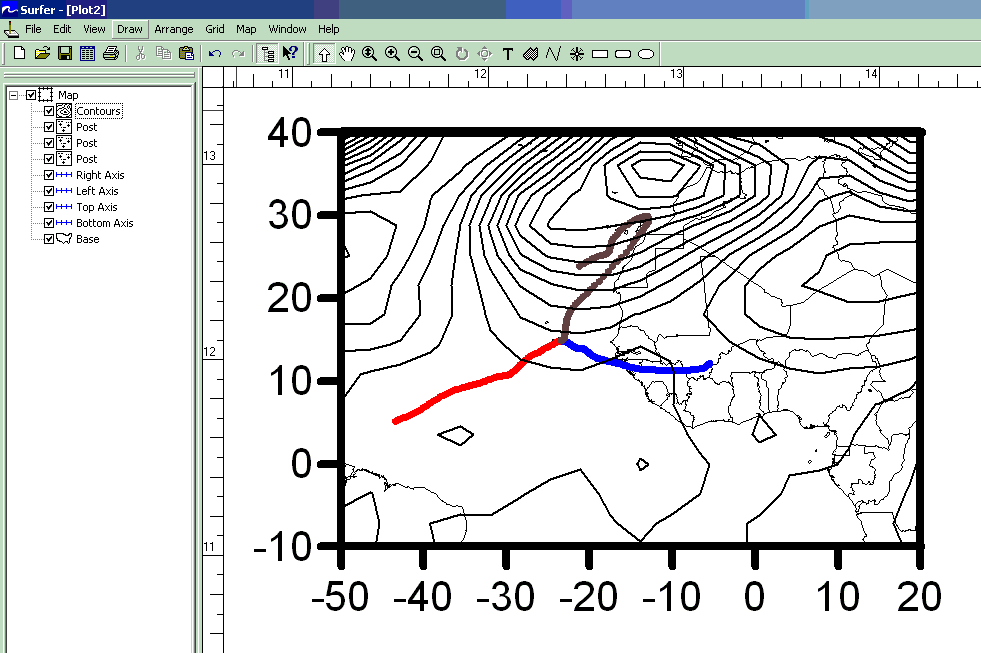 Surfer - [Plot2]
File Edit View Draw Arrange Grid Map Window Help
11 12 13 14
Map
Contours
Post
Post
Post
Right Axis
Left Axis
Top Axis
Bottom Axis
Base
13
12
11
40
30
20
10
0
-10
-50 -40 -30 -20 -10 0 10 20